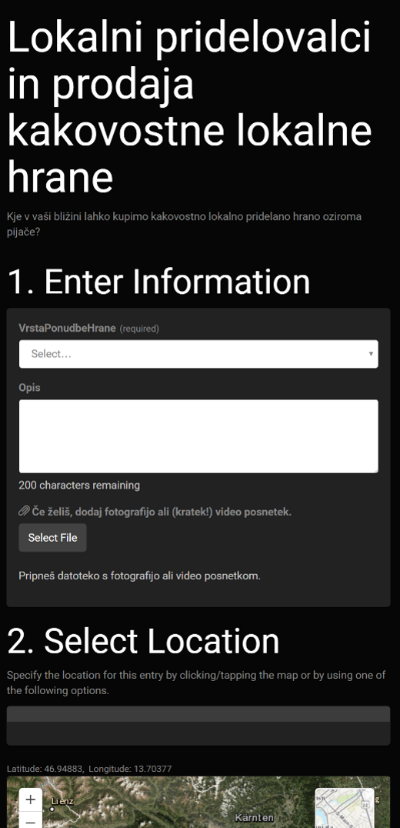 Lokalni pridelovalci
in prodaja
kakovostne lokalne
hrane
Kje v vaši bližini lahko kupimo kakovostno lokalno pridelano hrano oziroma
pijače?
1. Enter Information
VrstaPonudbeHrane (required)
Select...
Opis
200 characters remaining
Če želiš, dodaj fotografijo ali (kratek!) video posnetek.
Select File
Pripneš datoteko s fotografijo ali video posnetkom.
2. Select Location
Specify the location for this entry by clicking/tapping the map or by using one of
the following options.
Latitude: 46.94883, Longitude: 13.70377
+
Lienz
Kärnten
−